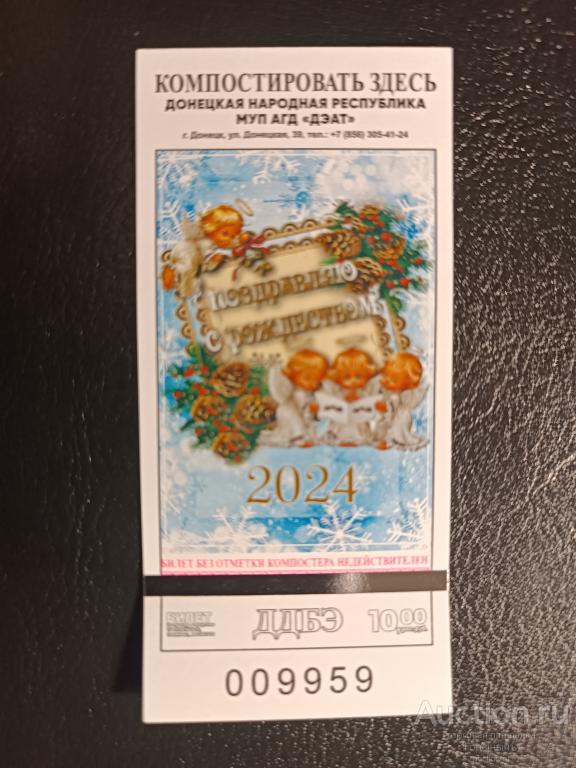 КОМПОСТИРОВАТЬ ЗДЕСЬ
ДОНЕЦКАЯ НАРОДНАЯ РЕСПУБЛИКА
МУП АГД «ДЭАТ»
г. Донецк, ул. Донецкая, 39, тел.: +7 (856) 305-41-24
ПОЗДРАВЛЯЮ
С РОЖДЕСТВОМ!
2024
БИЛЕТ БЕЗ ОТМЕТКИ КОМПОСТЕРА НЕДЕЙСТВИТЕЛЕН
БИЛЕТ ДДБЭ 10.00
009959
Auction.ru